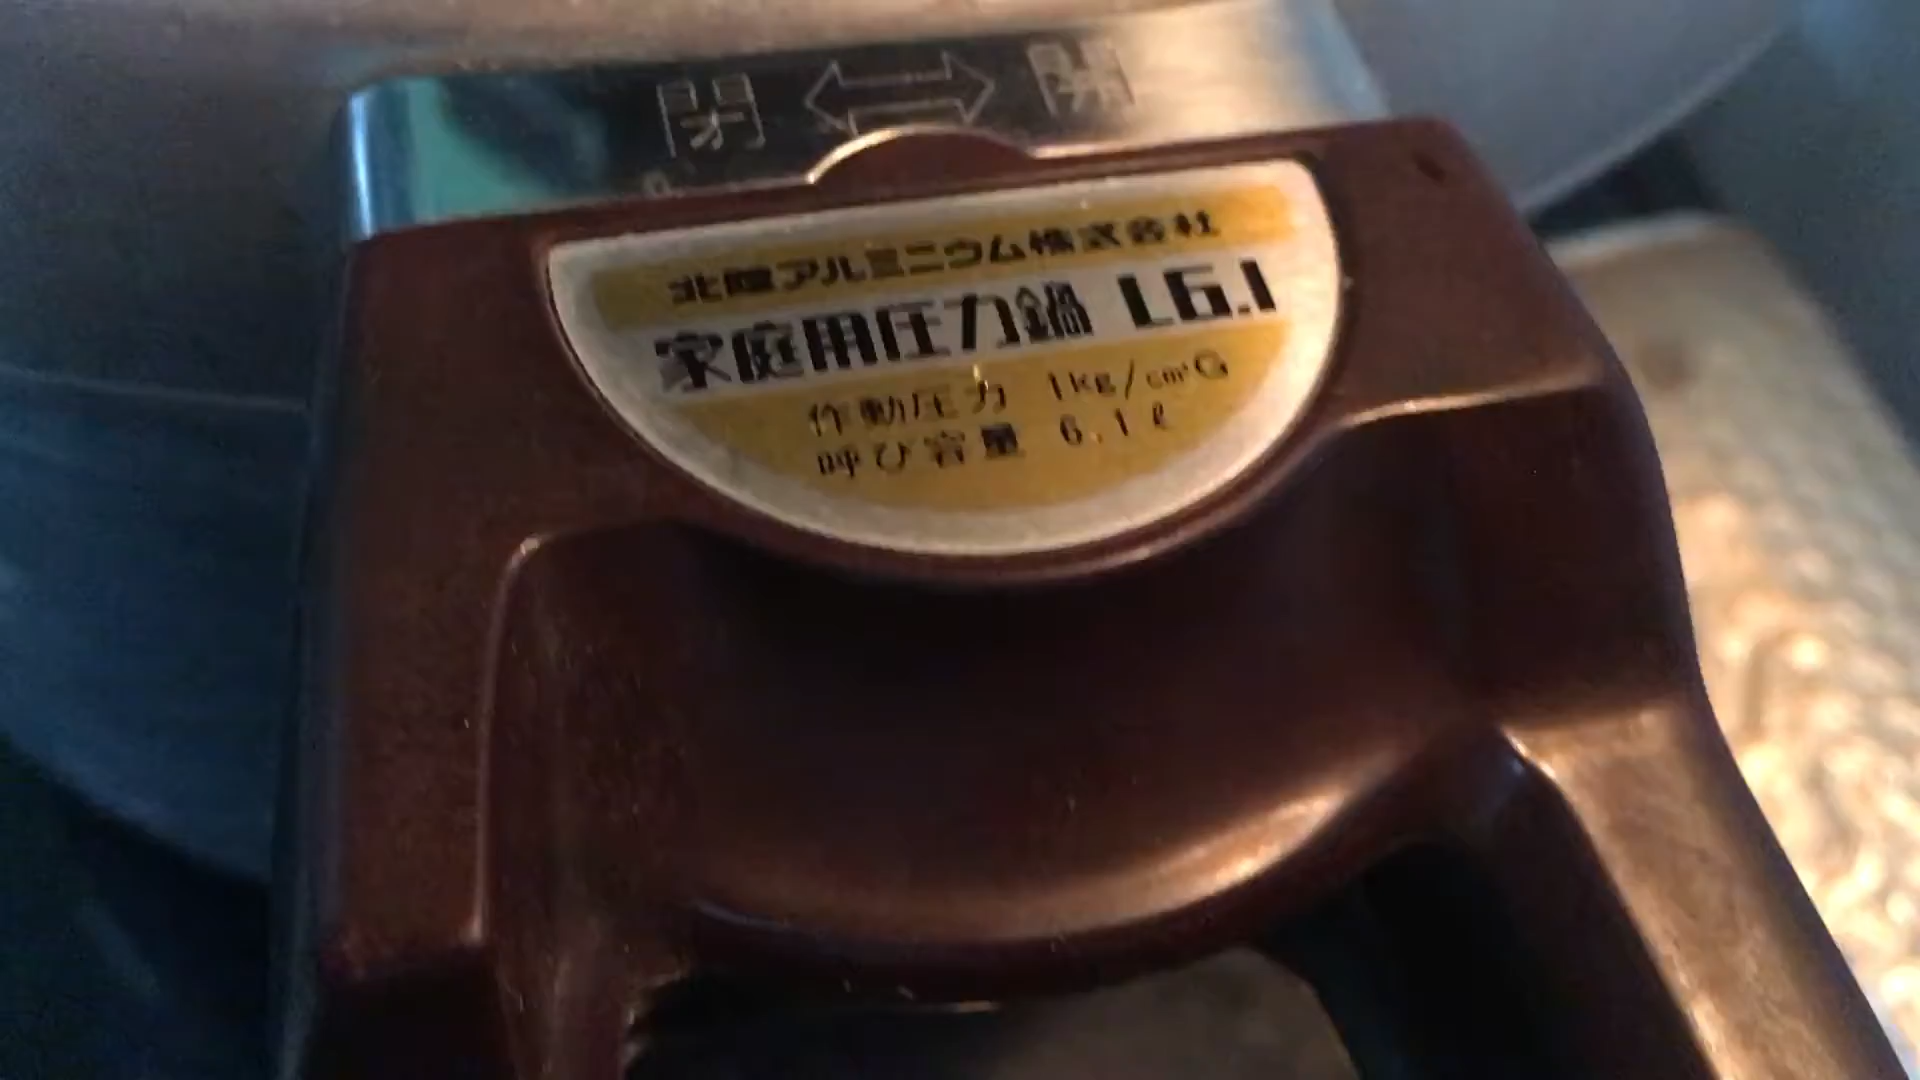 閉 ⇔ 開
北陸アルミニウム株式会社
家庭用圧力鍋 L6.1
作動圧力 1kg/cm²G
呼び容量 6.1ℓ